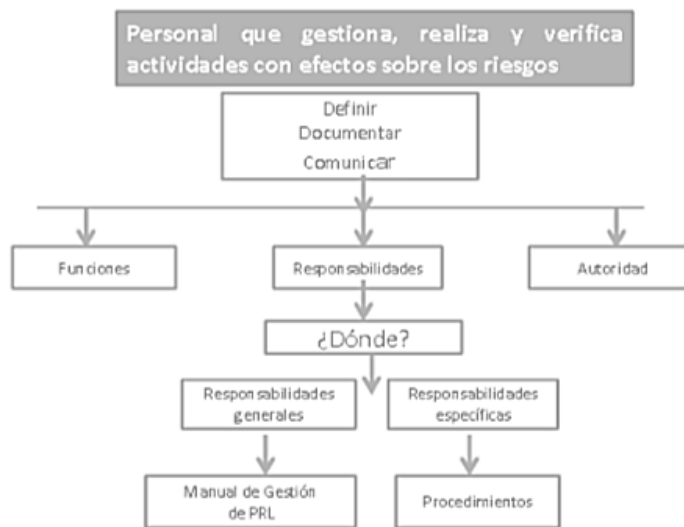 Personal que gestiona, realiza y verifica
actividades con efectos sobre los riesgos
Definir
Documentar
Comunicar
Funciones
Responsabilidades
Autoridad
¿Dónde?
Responsabilidades
generales
Responsabilidades
específicas
Manual de Gestión
de PRL
Procedimientos